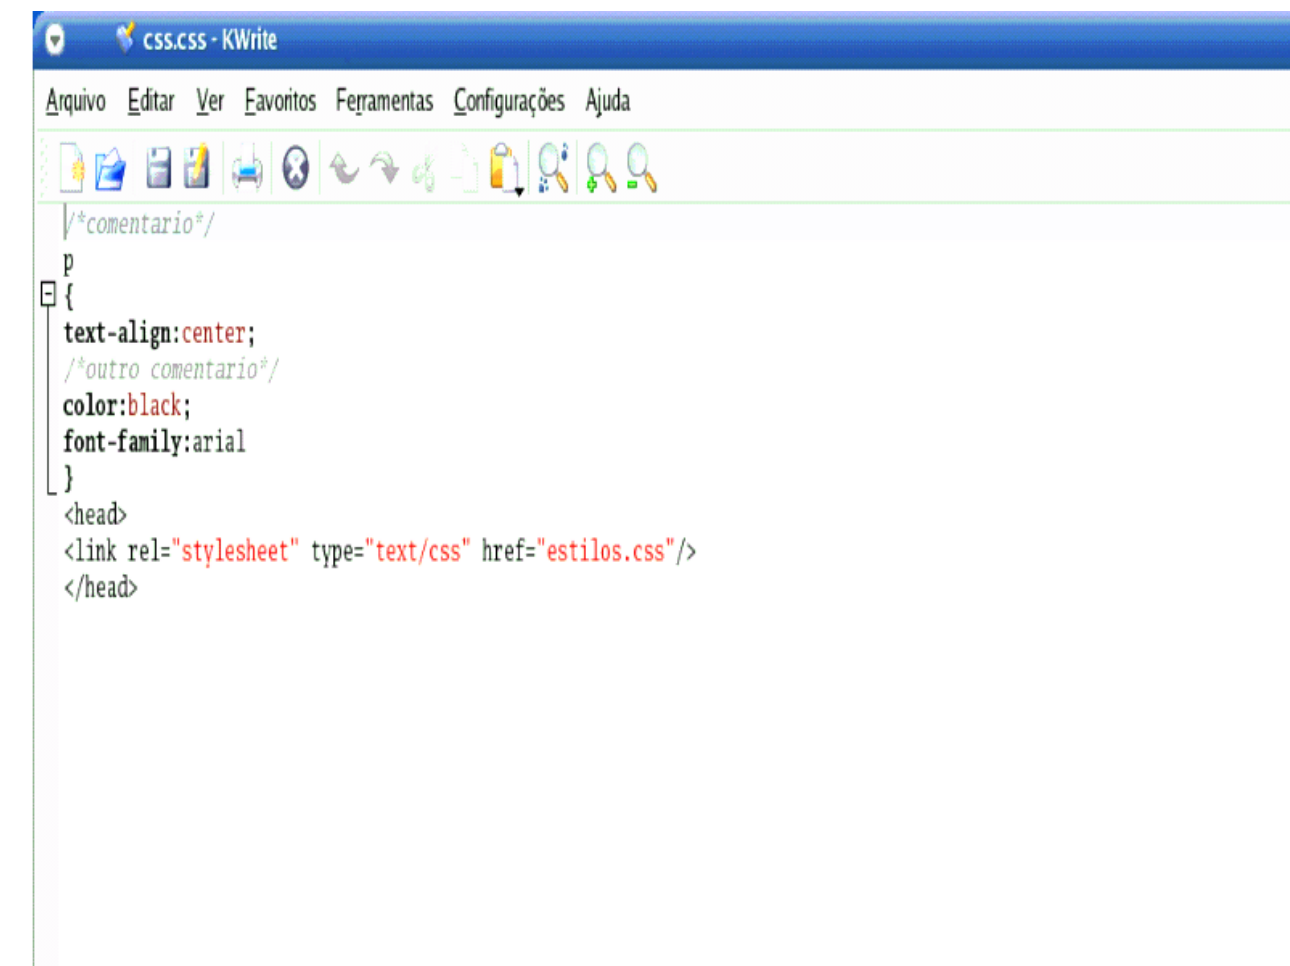 css.css - KWrite
Arquivo Editar Ver Favoritos Ferramentas Configurações Ajuda
/*comentario*/
p
{
text-align:center;
/*outro comentario*/
color:black;
font-family:arial
}
<head>
<link rel="stylesheet" type="text/css" href="estilos.css"/>
</head>